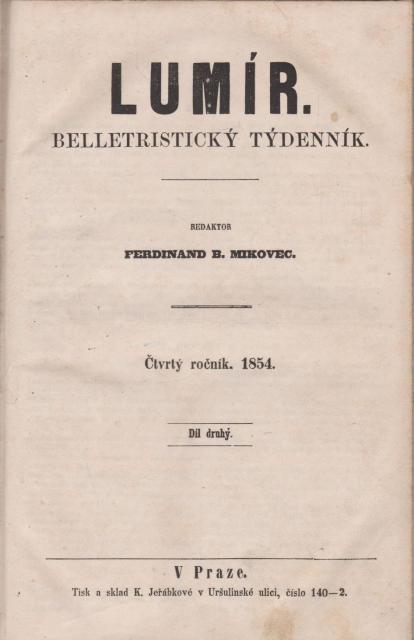 LUMÍR.
BELLETRISTICKÝ TÝDENNÍK.
REDAKTOR
FERDINAND B. MIKOVEC.
Čtvrtý ročník. 1854.
Díl druhý.
V Praze.
Tisk a sklad K. Jeřábkové v Uršulinské ulici, číslo 140—2.